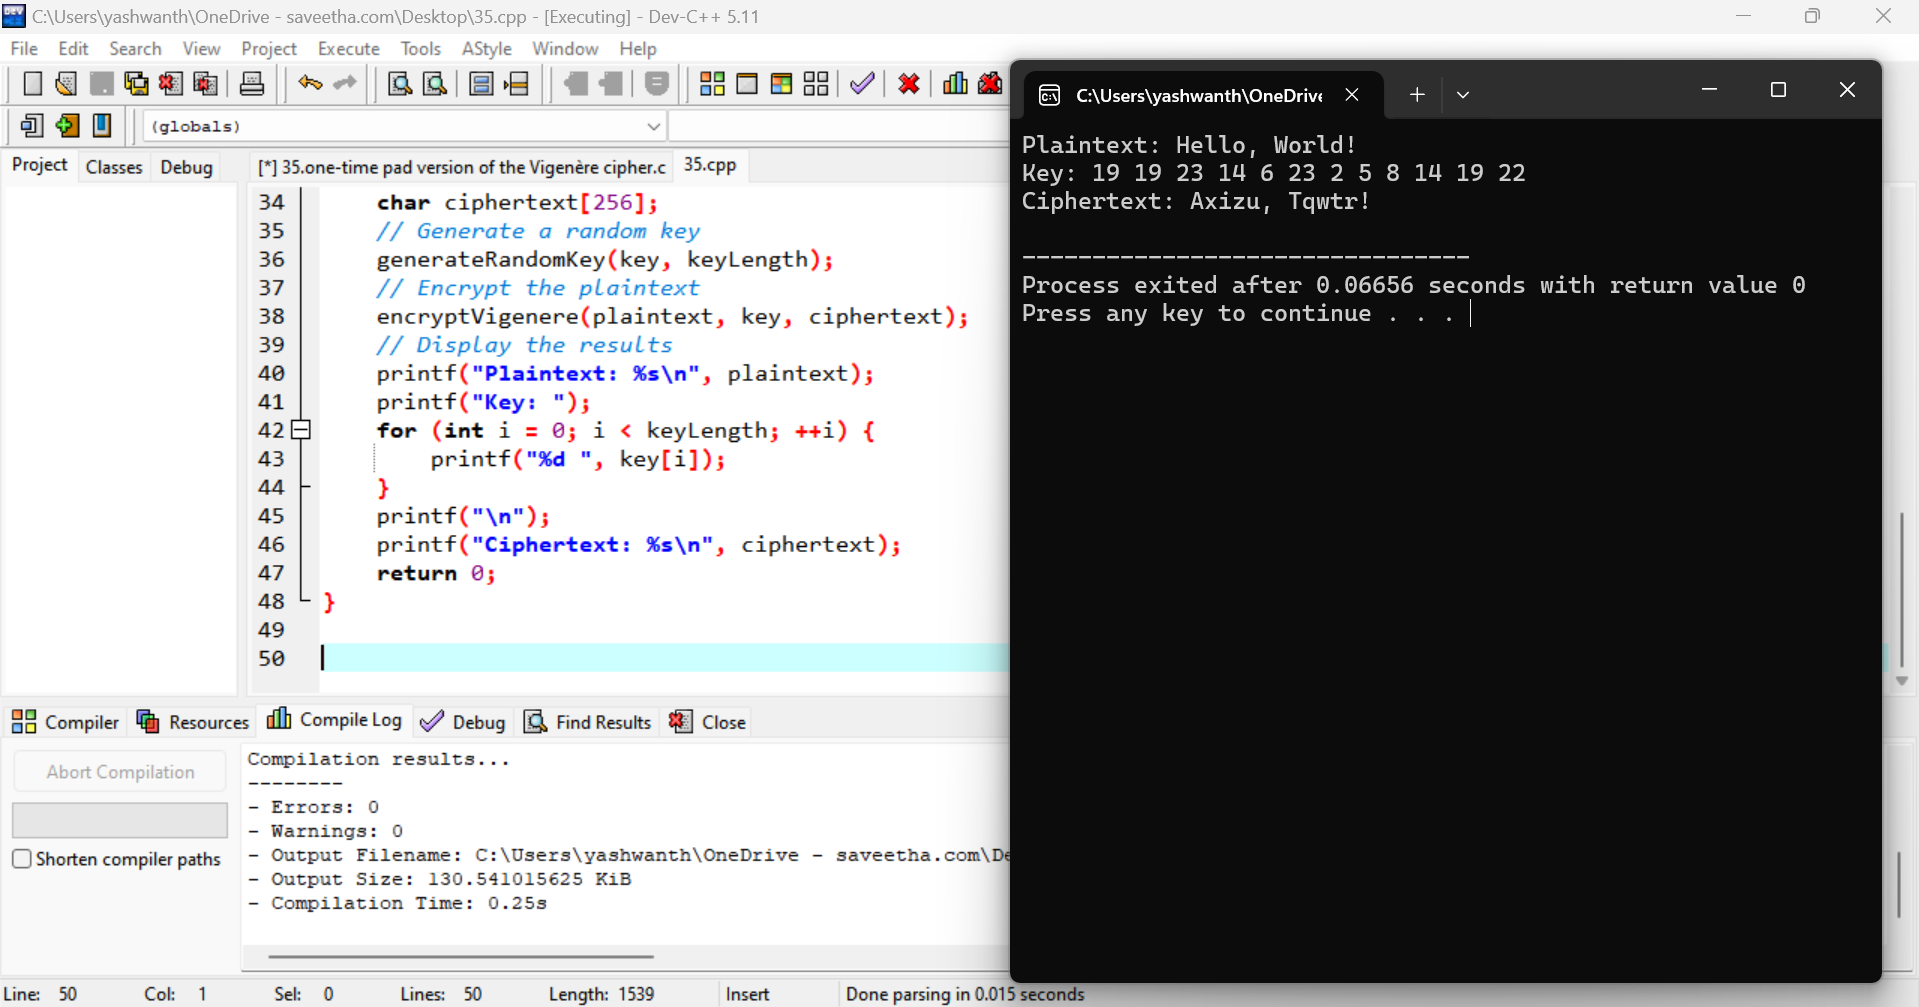 C:\Users\yashwanth\OneDrive - saveetha.com\Desktop\35.cpp - [Executing] - Dev-C++ 5.11
File Edit Search View Project Execute Tools AStyle Window Help
(globals)
Project Classes Debug
[*] 35.one-time pad version of the Vigenère cipher.c 35.cpp
34 char ciphertext[256];
35 // Generate a random key
36 generateRandomKey(key, keyLength);
37 // Encrypt the plaintext
38 encryptVigenere(plaintext, key, ciphertext);
39 // Display the results
40 printf("Plaintext: %s\n", plaintext);
41 printf("Key: ");
42 for (int i = 0; i < keyLength; ++i) {
43 printf("%d ", key[i]);
44 }
45 printf("\n");
46 printf("Ciphertext: %s\n", ciphertext);
47 return 0;
48 }
49
50
Compiler Resources Compile Log Debug Find Results Close
Abort Compilation
Shorten compiler paths
Compilation results...
--------
- Errors: 0
- Warnings: 0
- Output Filename: C:\Users\yashwanth\OneDrive - saveetha.com\De
- Output Size: 130.541015625 KiB
- Compilation Time: 0.25s
Line: 50 Col: 1 Sel: 0 Lines: 50 Length: 1539 Insert Done parsing in 0.015 seconds
C:\Users\yashwanth\OneDrive
Plaintext: Hello, World!
Key: 19 19 23 14 6 23 2 5 8 14 19 22
Ciphertext: Axizu, Tqwtr!
--------------------------------
Process exited after 0.06656 seconds with return value 0
Press any key to continue . . .